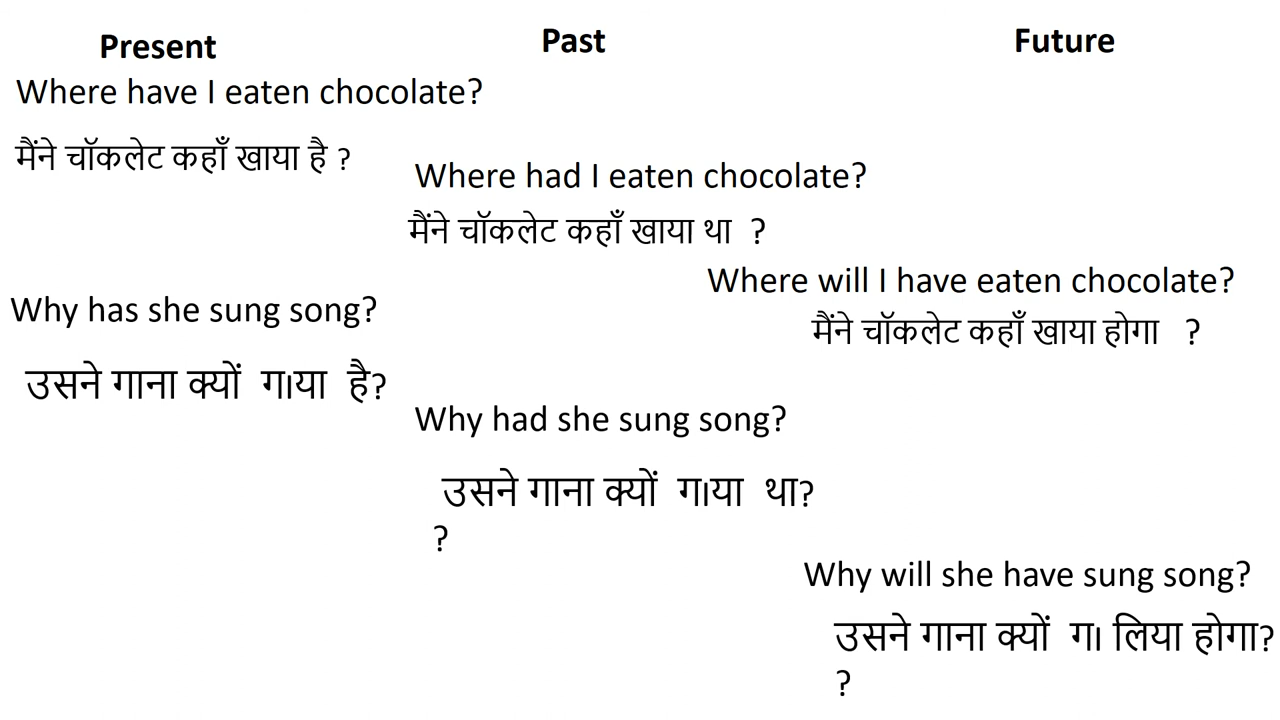 Present
Past
Future
Where have I eaten chocolate?
मैंने चॉकलेट कहाँ खाया है ?
Where had I eaten chocolate?
मैंने चॉकलेट कहाँ खाया था ?
Where will I have eaten chocolate?
मैंने चॉकलेट कहाँ खाया होगा ?
Why has she sung song?
उसने गाना क्यों गाया है?
Why had she sung song?
उसने गाना क्यों गाया था?
?
Why will she have sung song?
उसने गाना क्यों गा लिया होगा?
?